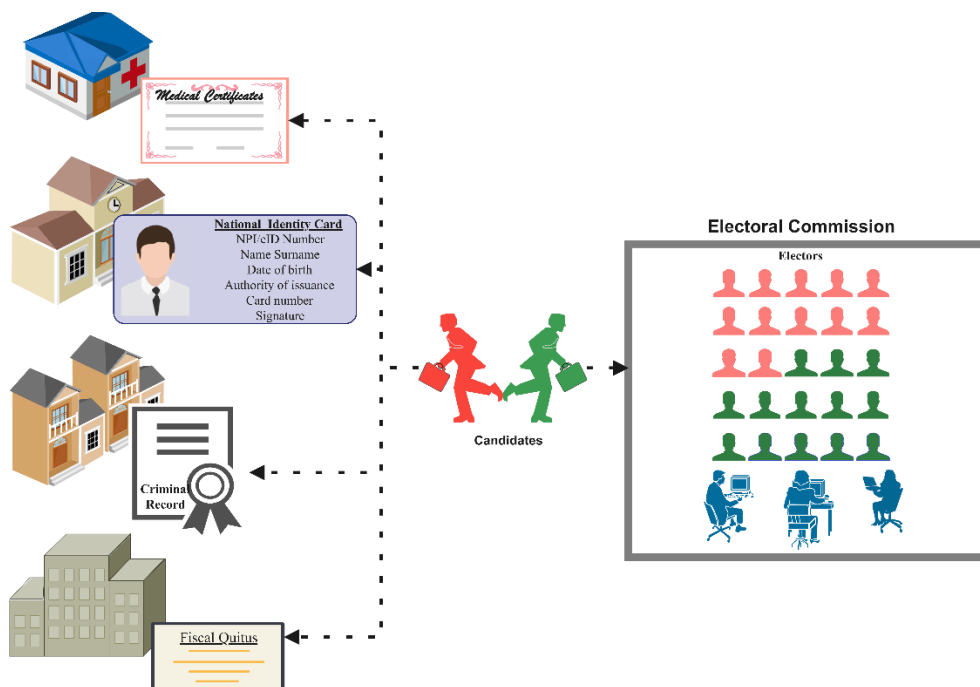 Medical Certificates
National Identity Card
NPI/eID Number
Name Surname
Date of birth
Authority of issuance
Card number
Signature
Criminal
Record
Fiscal Quitus
Candidates
Electoral Commission
Electors